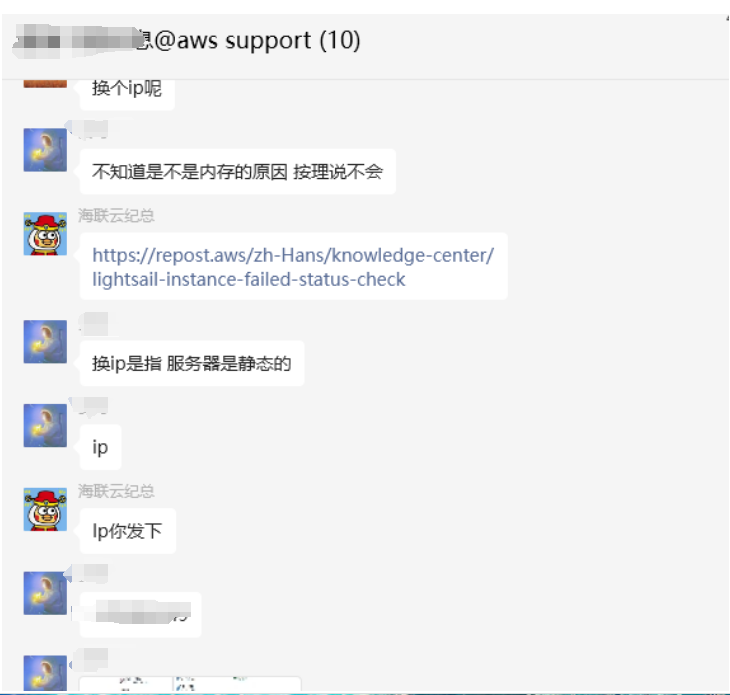 息@aws support (10)
换个ip呢
不知道是不是内存的原因 按理说不会
海联云纪总
https://repost.aws/zh-Hans/knowledge-center/
lightsail-instance-failed-status-check
换ip是指 服务器是静态的
ip
海联云纪总
Ip你发下